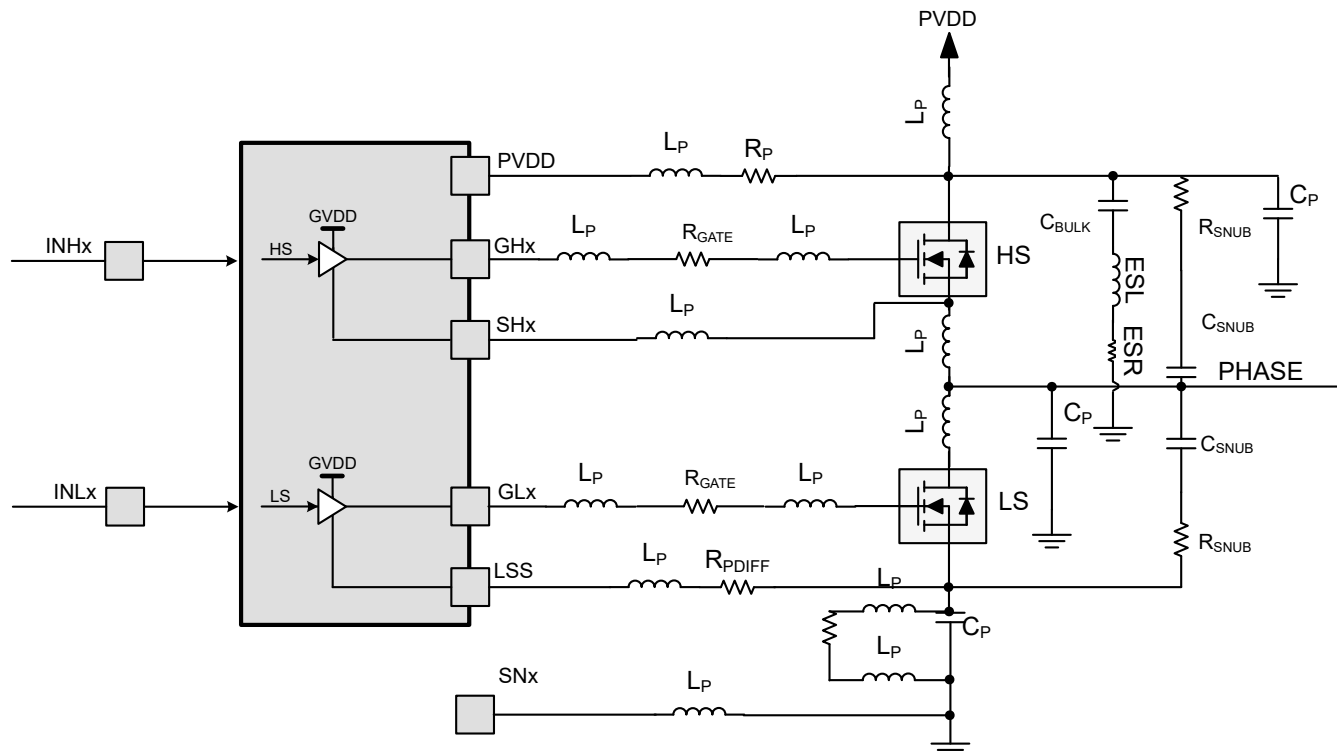 PVDD
LP
PVDD
LP
RP
CP
CBULK
RSNUB
GVDD
INHx
HS
GHx
LP
RGATE
LP
HS
ESL
SHx
LP
LP
CSNUB
ESR
PHASE
LP
CP
CSNUB
GVDD
INLx
LS
GLx
LP
RGATE
LP
LS
RSNUB
LSS
LP
RPDIFF
LP
CP
LP
SNx
LP